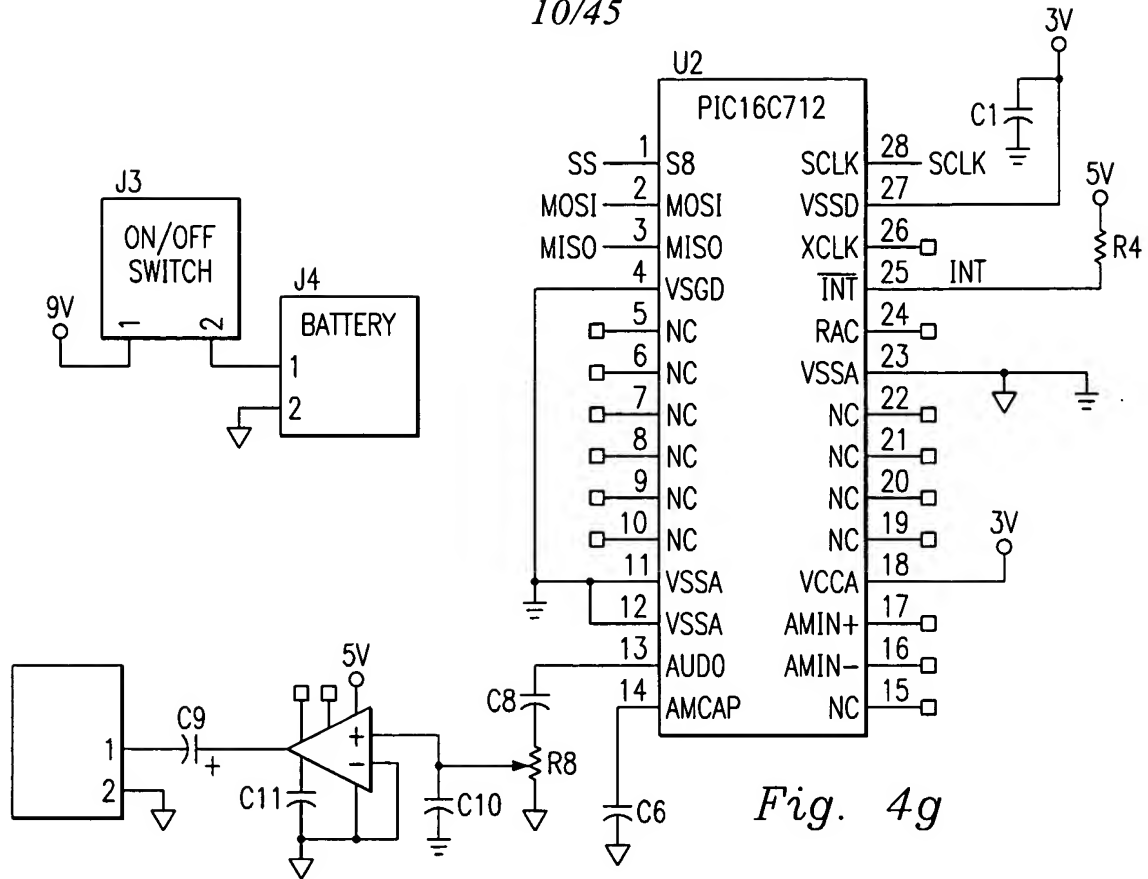 10/45
3V
U2
PIC16C712
C1
SS 1 S8 SCLK 28 SCLK
MOSI 2 MOSI VSSD 27
5V
MISO 3 MISO XCLK 26
R4
4 VSGD INT 25 INT
5 NC RAC 24
6 NC VSSA 23
7 NC NC 22
8 NC NC 21
9 NC NC 20
10 NC NC 19
3V
11 VSSA VCCA 18
12 VSSA AMIN+ 17
13 AUDO AMIN- 16
14 AMCAP NC 15
J3
ON/OFF
SWITCH
1 2
9V
J4
BATTERY
1
2
5V
C9
1
2
+
+
-
C11
C10
C8
R8
C6
Fig. 4g